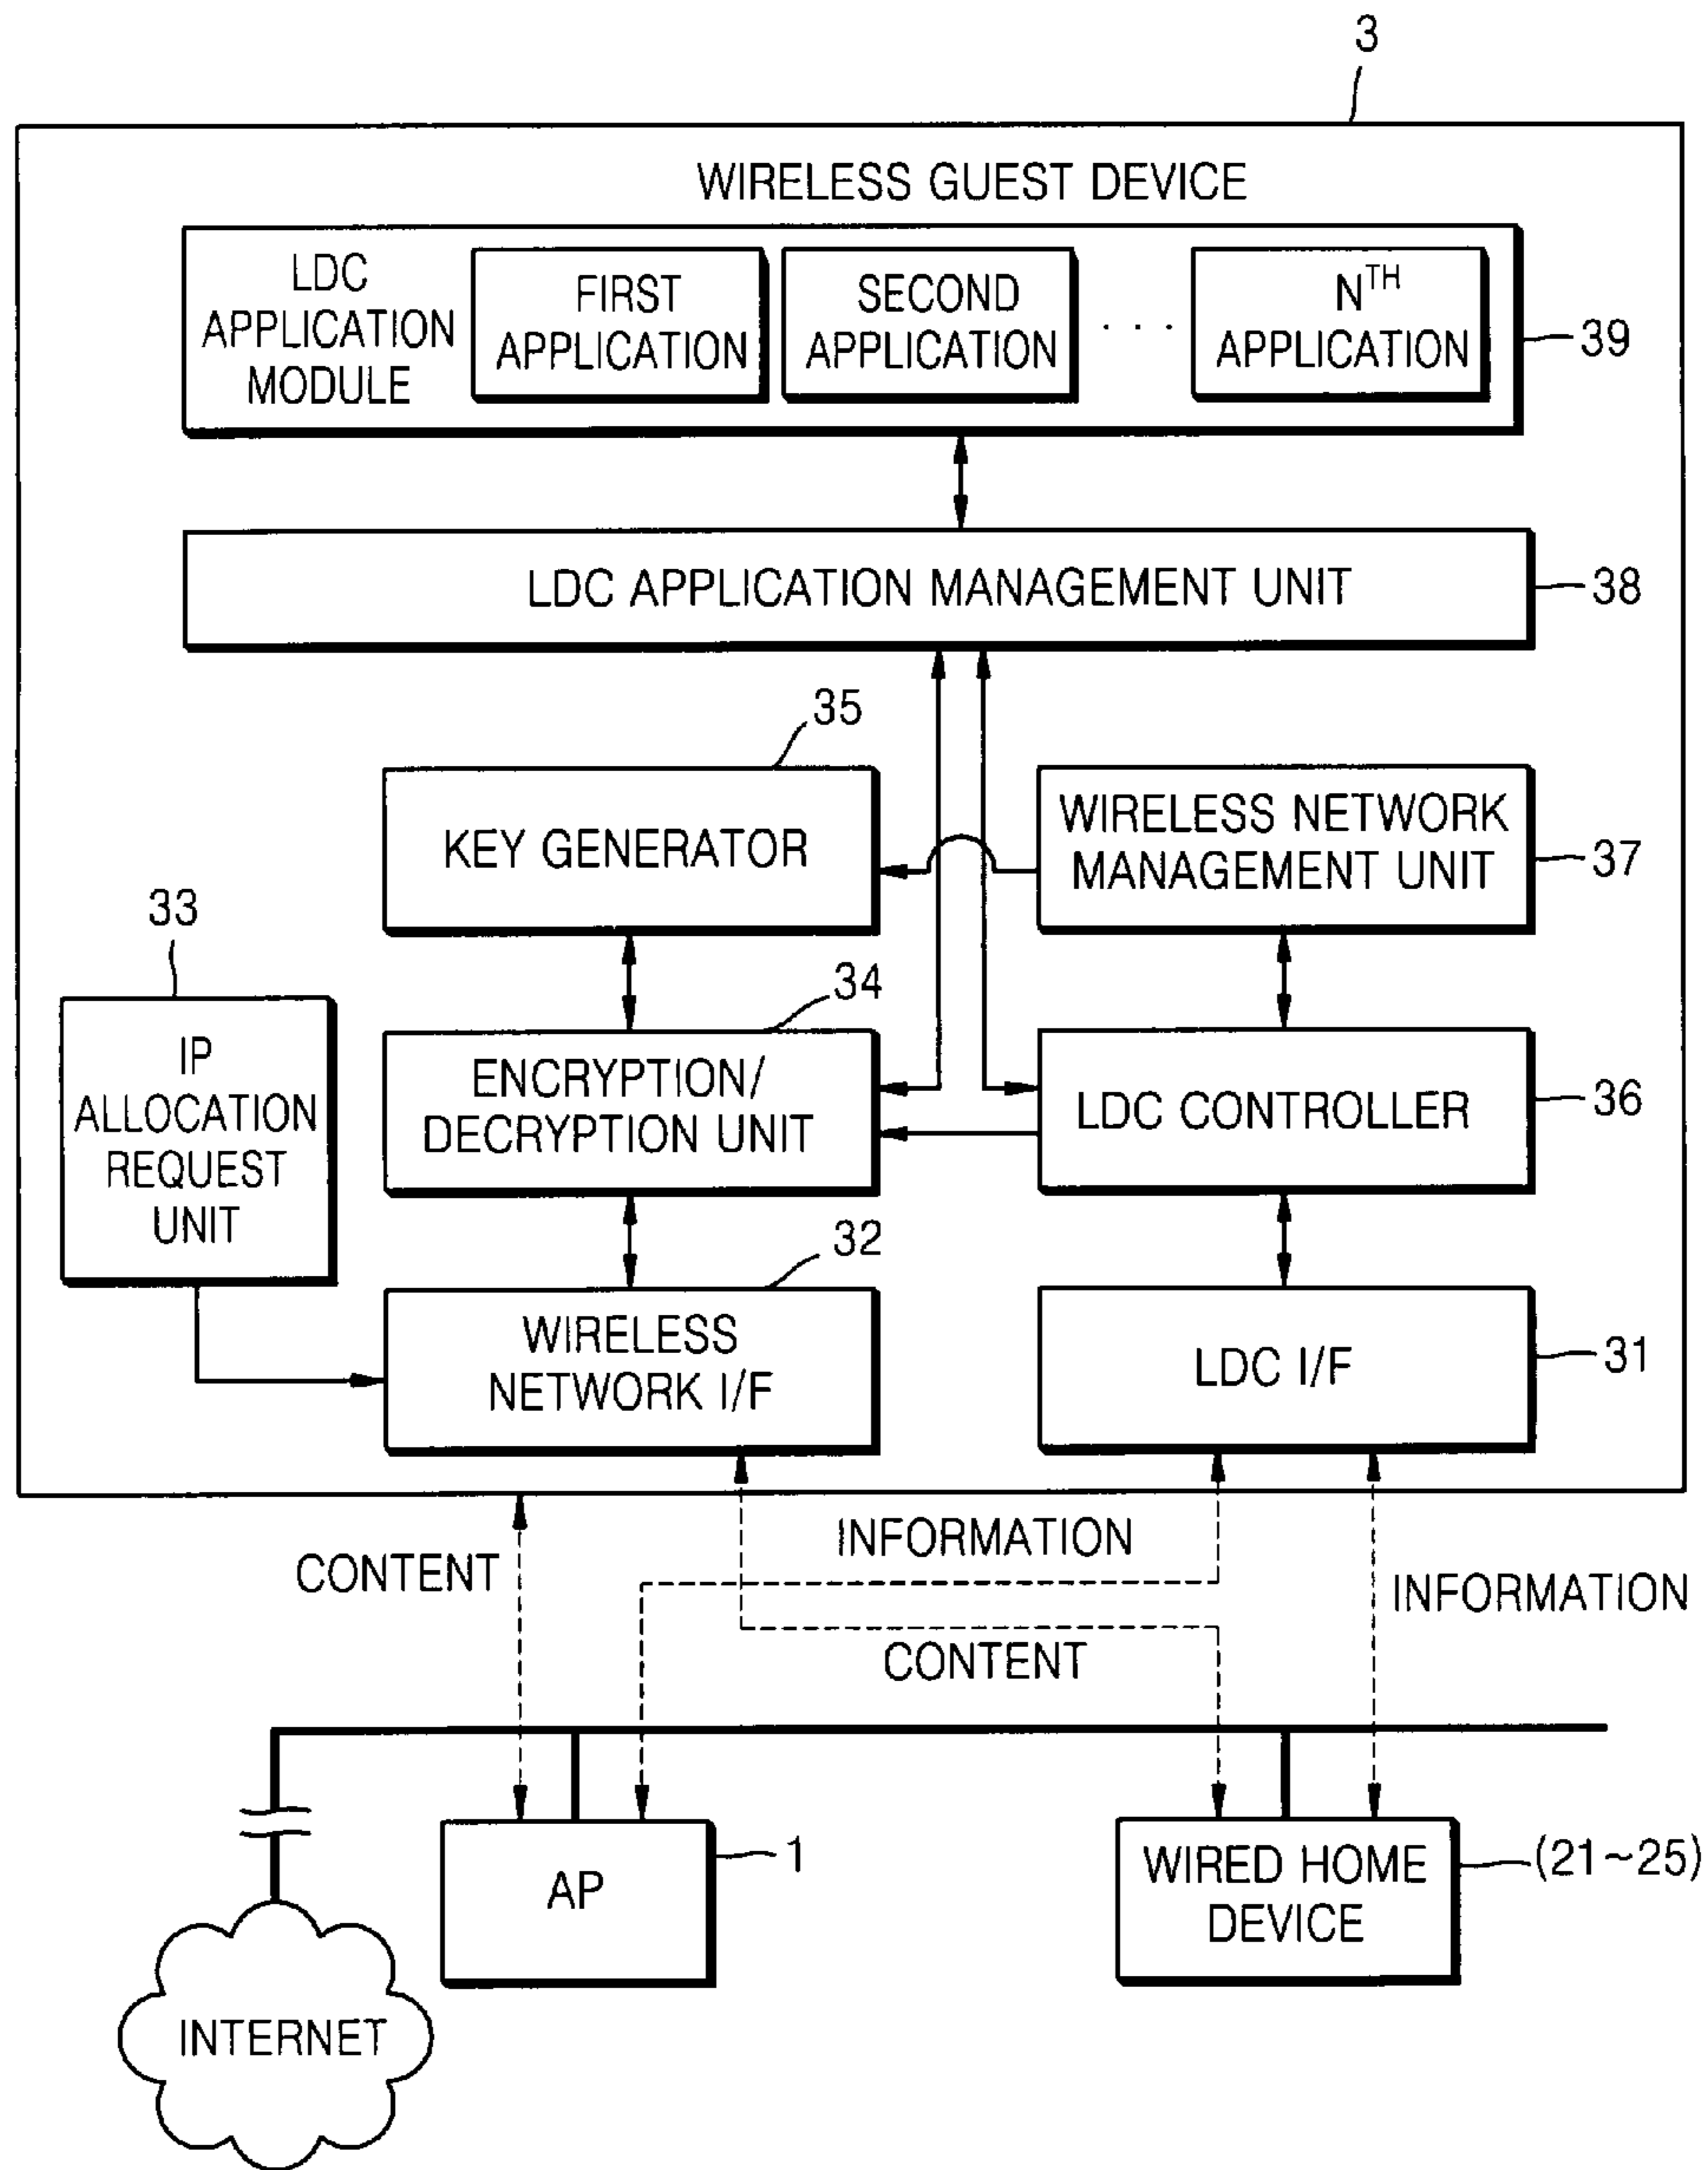 3
WIRELESS GUEST DEVICE
LDC
APPLICATION
MODULE
FIRST
APPLICATION
SECOND
APPLICATION
. . .
NTH
APPLICATION
39
LDC APPLICATION MANAGEMENT UNIT
38
35
KEY GENERATOR
WIRELESS NETWORK
MANAGEMENT UNIT
37
33
IP
ALLOCATION
REQUEST
UNIT
34
ENCRYPTION/
DECRYPTION UNIT
LDC CONTROLLER
36
32
WIRELESS
NETWORK I/F
LDC I/F
31
CONTENT
INFORMATION
INFORMATION
CONTENT
AP
1
WIRED HOME
DEVICE
(21~25)
INTERNET